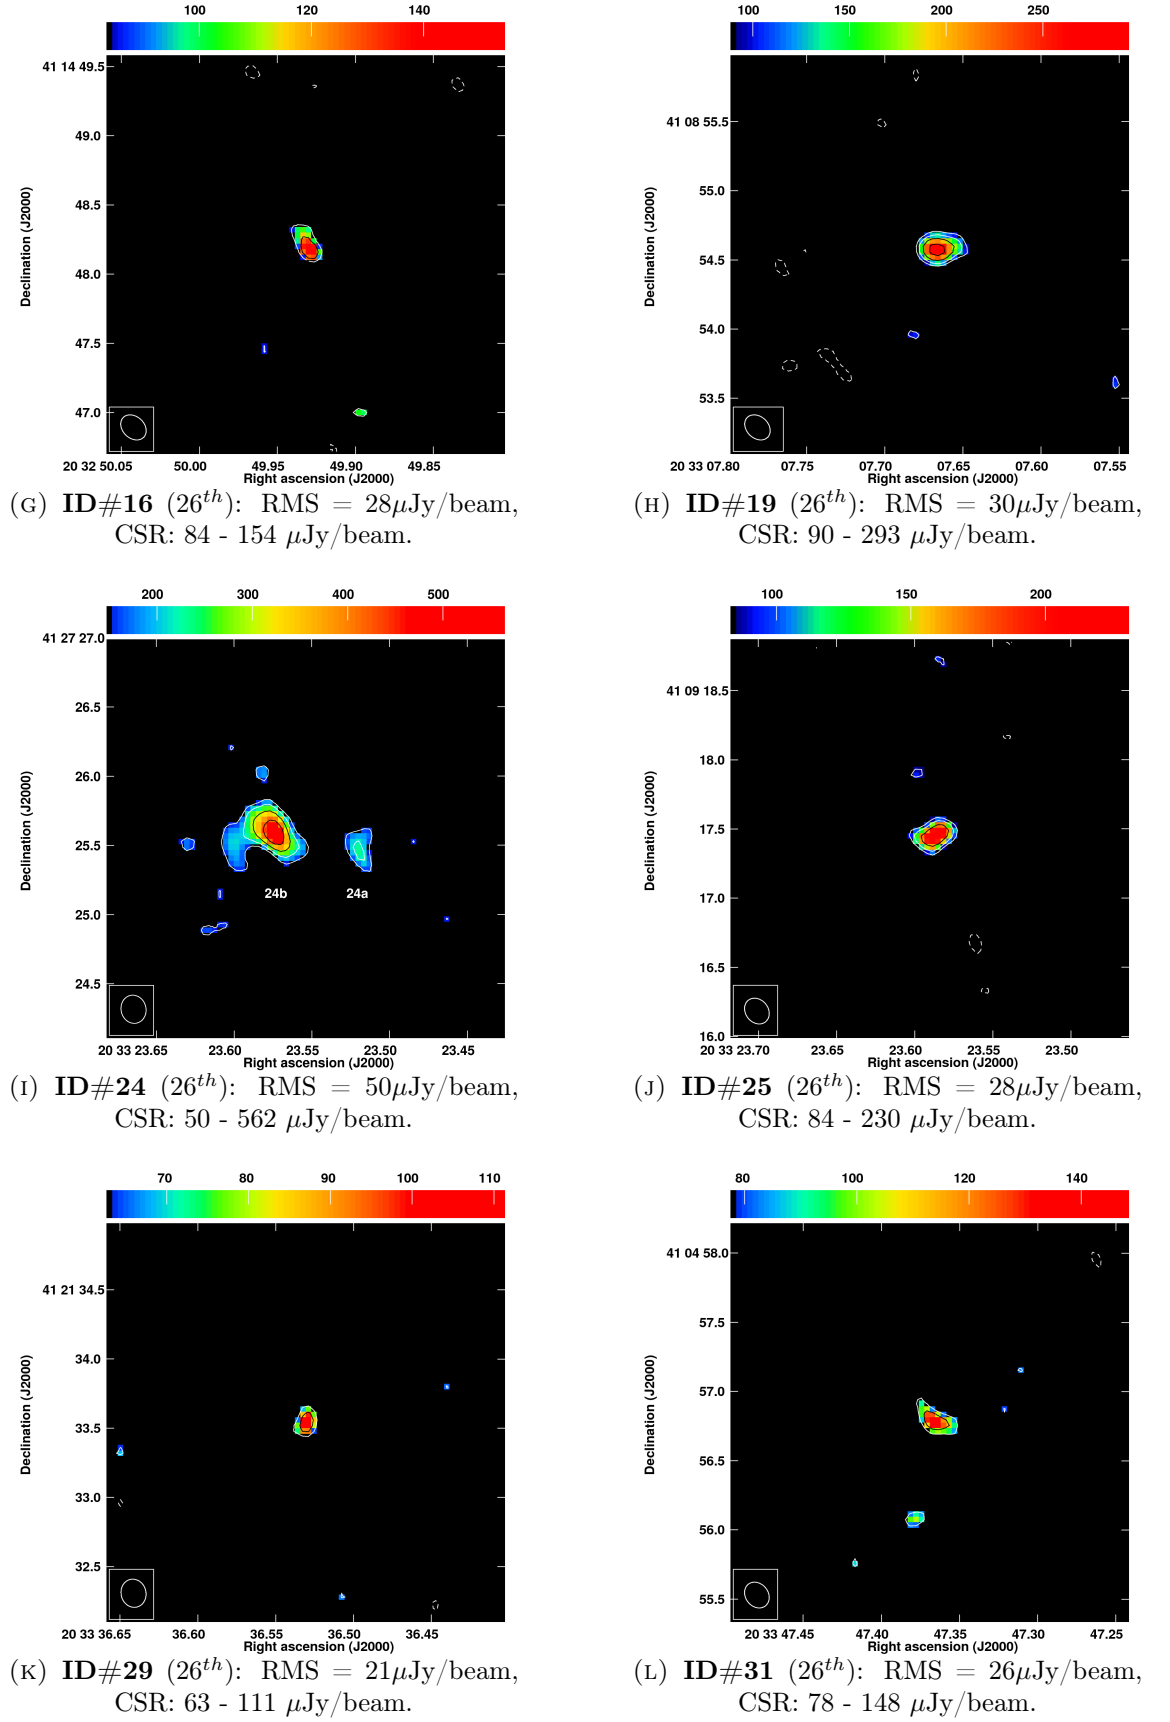 100 120 140
41 14 49.5
49.0
48.5
48.0
47.5
47.0
Declination (J2000)
20 32 50.05 50.00 49.95 49.90 49.85
Right ascension (J2000)
(G) ID#16 (26th): RMS = 28μJy/beam,
CSR: 84 - 154 μJy/beam.
100 150 200 250
41 08 55.5
55.0
54.5
54.0
53.5
Declination (J2000)
20 33 07.80 07.75 07.70 07.65 07.60 07.55
Right ascension (J2000)
(H) ID#19 (26th): RMS = 30μJy/beam,
CSR: 90 - 293 μJy/beam.
200 300 400 500
41 27 27.0
26.5
26.0
25.5
25.0
24.5
Declination (J2000)
24b 24a
20 33 23.65 23.60 23.55 23.50 23.45
Right ascension (J2000)
(I) ID#24 (26th): RMS = 50μJy/beam,
CSR: 50 - 562 μJy/beam.
100 150 200
41 09 18.5
18.0
17.5
17.0
16.5
16.0
Declination (J2000)
20 33 23.70 23.65 23.60 23.55 23.50
Right ascension (J2000)
(J) ID#25 (26th): RMS = 28μJy/beam,
CSR: 84 - 230 μJy/beam.
70 80 90 100 110
41 21 34.5
34.0
33.5
33.0
32.5
Declination (J2000)
20 33 36.65 36.60 36.55 36.50 36.45
Right ascension (J2000)
(K) ID#29 (26th): RMS = 21μJy/beam,
CSR: 63 - 111 μJy/beam.
80 100 120 140
41 04 58.0
57.5
57.0
56.5
56.0
55.5
Declination (J2000)
20 33 47.45 47.40 47.35 47.30 47.25
Right ascension (J2000)
(L) ID#31 (26th): RMS = 26μJy/beam,
CSR: 78 - 148 μJy/beam.